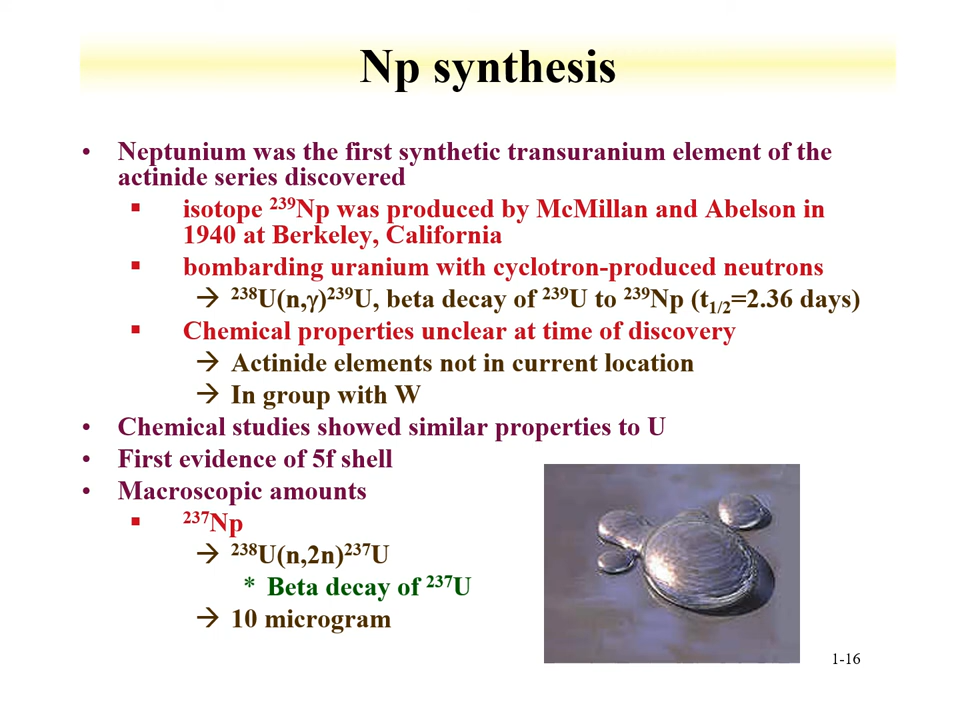 Np synthesis
• Neptunium was the first synthetic transuranium element of the
actinide series discovered
▪ isotope ²³⁹Np was produced by McMillan and Abelson in
1940 at Berkeley, California
▪ bombarding uranium with cyclotron-produced neutrons
→ ²³⁸U(n,γ)²³⁹U, beta decay of ²³⁹U to ²³⁹Np (t₁/₂=2.36 days)
▪ Chemical properties unclear at time of discovery
→ Actinide elements not in current location
→ In group with W
• Chemical studies showed similar properties to U
• First evidence of 5f shell
• Macroscopic amounts
▪ ²³⁷Np
→ ²³⁸U(n,2n)²³⁷U
* Beta decay of ²³⁷U
→ 10 microgram
1-16